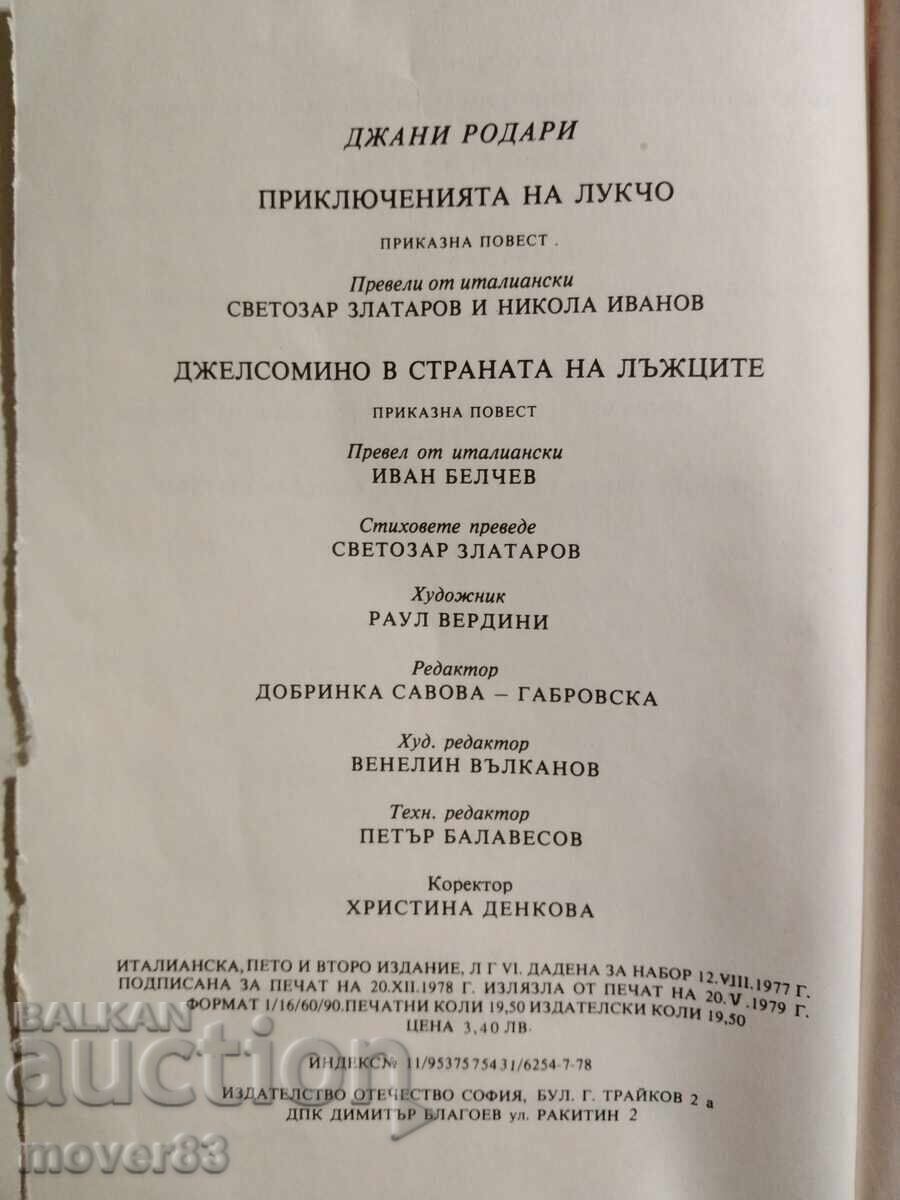 ДЖАНИ РОДАРИ
ПРИКЛЮЧЕНИЯТА НА ЛУКЧО
ПРИКАЗНА ПОВЕСТ .
Превели от италиански
СВЕТОЗАР ЗЛАТАРОВ И НИКОЛА ИВАНОВ
ДЖЕЛСОМИНО В СТРАНАТА НА ЛЪЖЦИТЕ
ПРИКАЗНА ПОВЕСТ
Превел от италиански
ИВАН БЕЛЧЕВ
Стиховете преведе
СВЕТОЗАР ЗЛАТАРОВ
Художник
РАУЛ ВЕРДИНИ
Редактор
ДОБРИНКА САВОВА – ГАБРОВСКА
Худ. редактор
ВЕНЕЛИН ВЪЛКАНОВ
Техн. редактор
ПЕТЪР БАЛАВЕСОВ
Коректор
ХРИСТИНА ДЕНКОВА
ИТАЛИАНСКА, ПЕТО И ВТОРО ИЗДАНИЕ, Л Г VI. ДАДЕНА ЗА НАБОР 12.VIII.1977 Г.
ПОДПИСАНА ЗА ПЕЧАТ НА 20.XII.1978 Г. ИЗЛЯЗЛА ОТ ПЕЧАТ НА 20.V.1979 Г.
ФОРМАТ 1/16/60/90. ПЕЧАТНИ КОЛИ 19,50 ИЗДАТЕЛСКИ КОЛИ 19,50
ЦЕНА 3,40 ЛВ.
ИНДЕКС № 11/9537575431/6254-7-78
ИЗДАТЕЛСТВО ОТЕЧЕСТВО СОФИЯ, БУЛ. Г. ТРАЙКОВ 2 а
ДПК ДИМИТЪР БЛАГОЕВ ул. РАКИТИН 2
BALKAN
auction
mover83